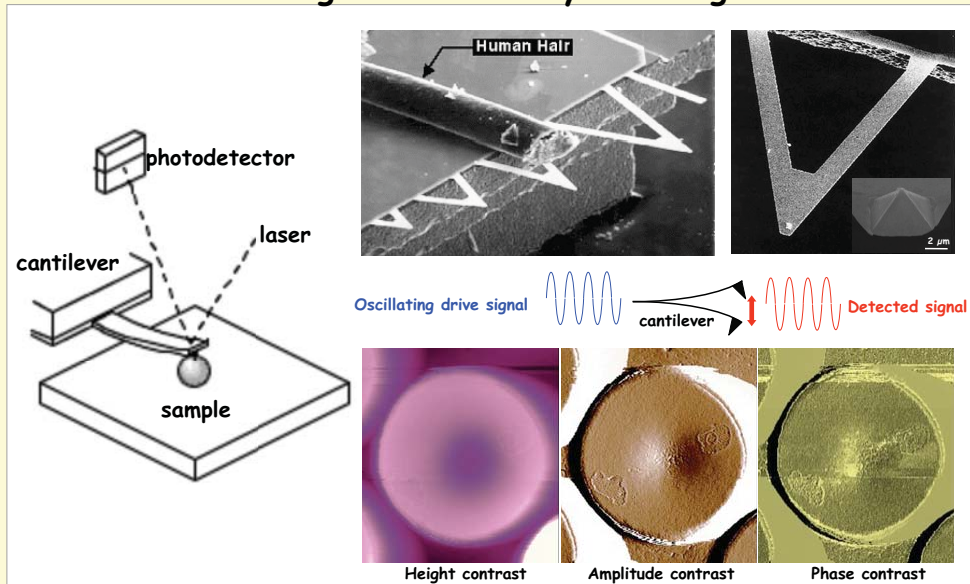 Human Hair
photodetector
laser
cantilever
sample
2 µm
Oscillating drive signal
cantilever
Detected signal
Height contrast
Amplitude contrast
Phase contrast